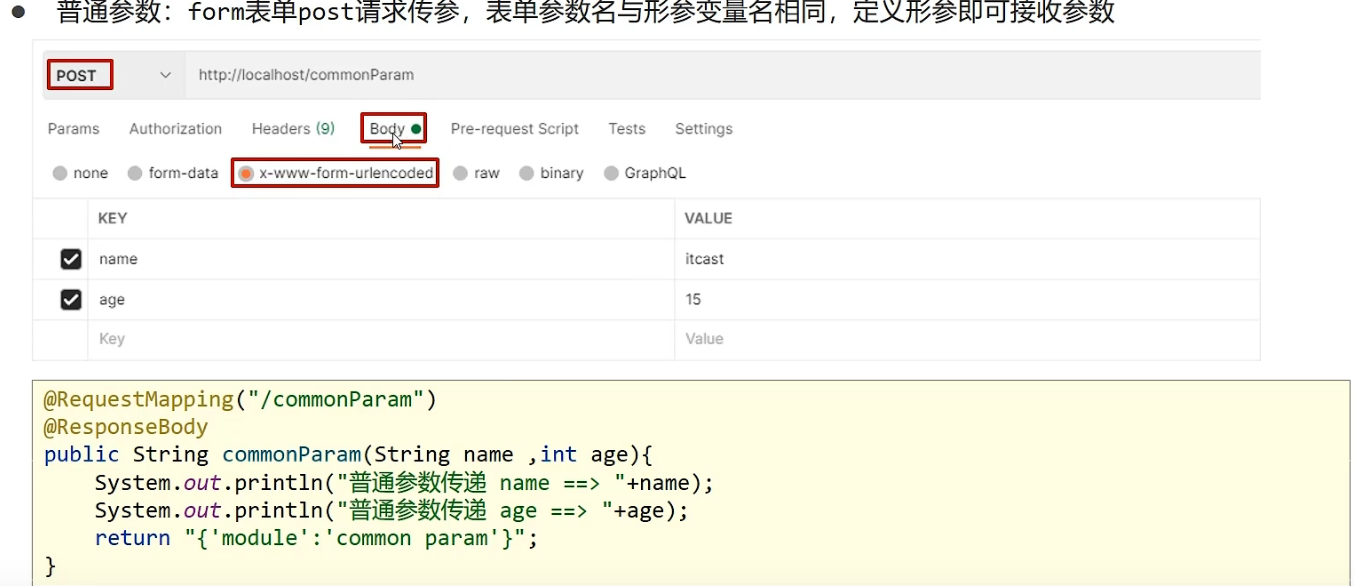 ● 普通参数：form表单post请求传参，表单参数名与形参变量名相同，定义形参即可接收参数
POST http://localhost/commonParam
Params Authorization Headers (9) Body Pre-request Script Tests Settings
none form-data x-www-form-urlencoded raw binary GraphQL
KEY VALUE
name itcast
age 15
Key Value
@RequestMapping("/commonParam")
@ResponseBody
public String commonParam(String name ,int age){
    System.out.println("普通参数传递 name ==> "+name);
    System.out.println("普通参数传递 age ==> "+age);
    return "{'module':'common param'}";
}